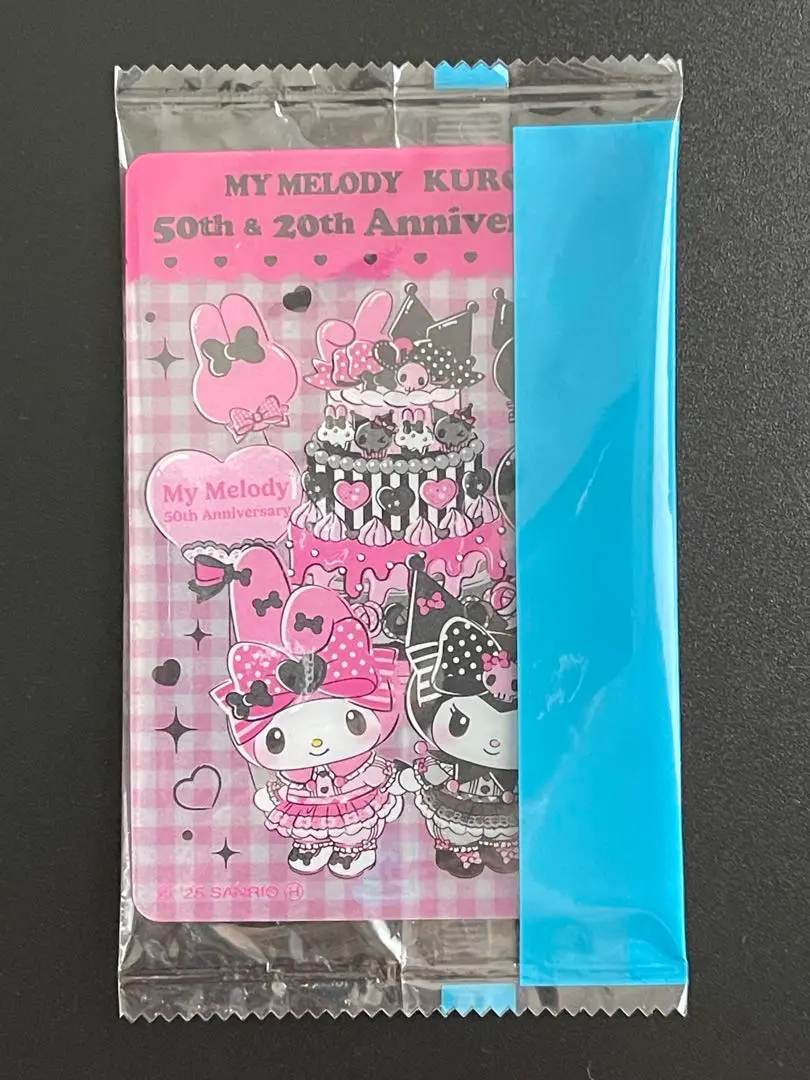 MY MELODY KURO
50th & 20th Anniver
My Melody
50th Anniversary
'25 SANRIO H